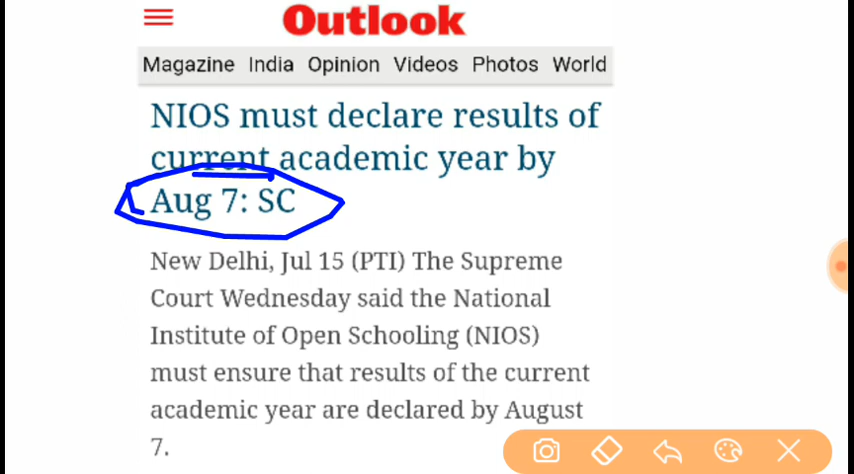 Outlook
Magazine India Opinion Videos Photos World
NIOS must declare results of
current academic year by
Aug 7: SC
New Delhi, Jul 15 (PTI) The Supreme
Court Wednesday said the National
Institute of Open Schooling (NIOS)
must ensure that results of the current
academic year are declared by August
7.